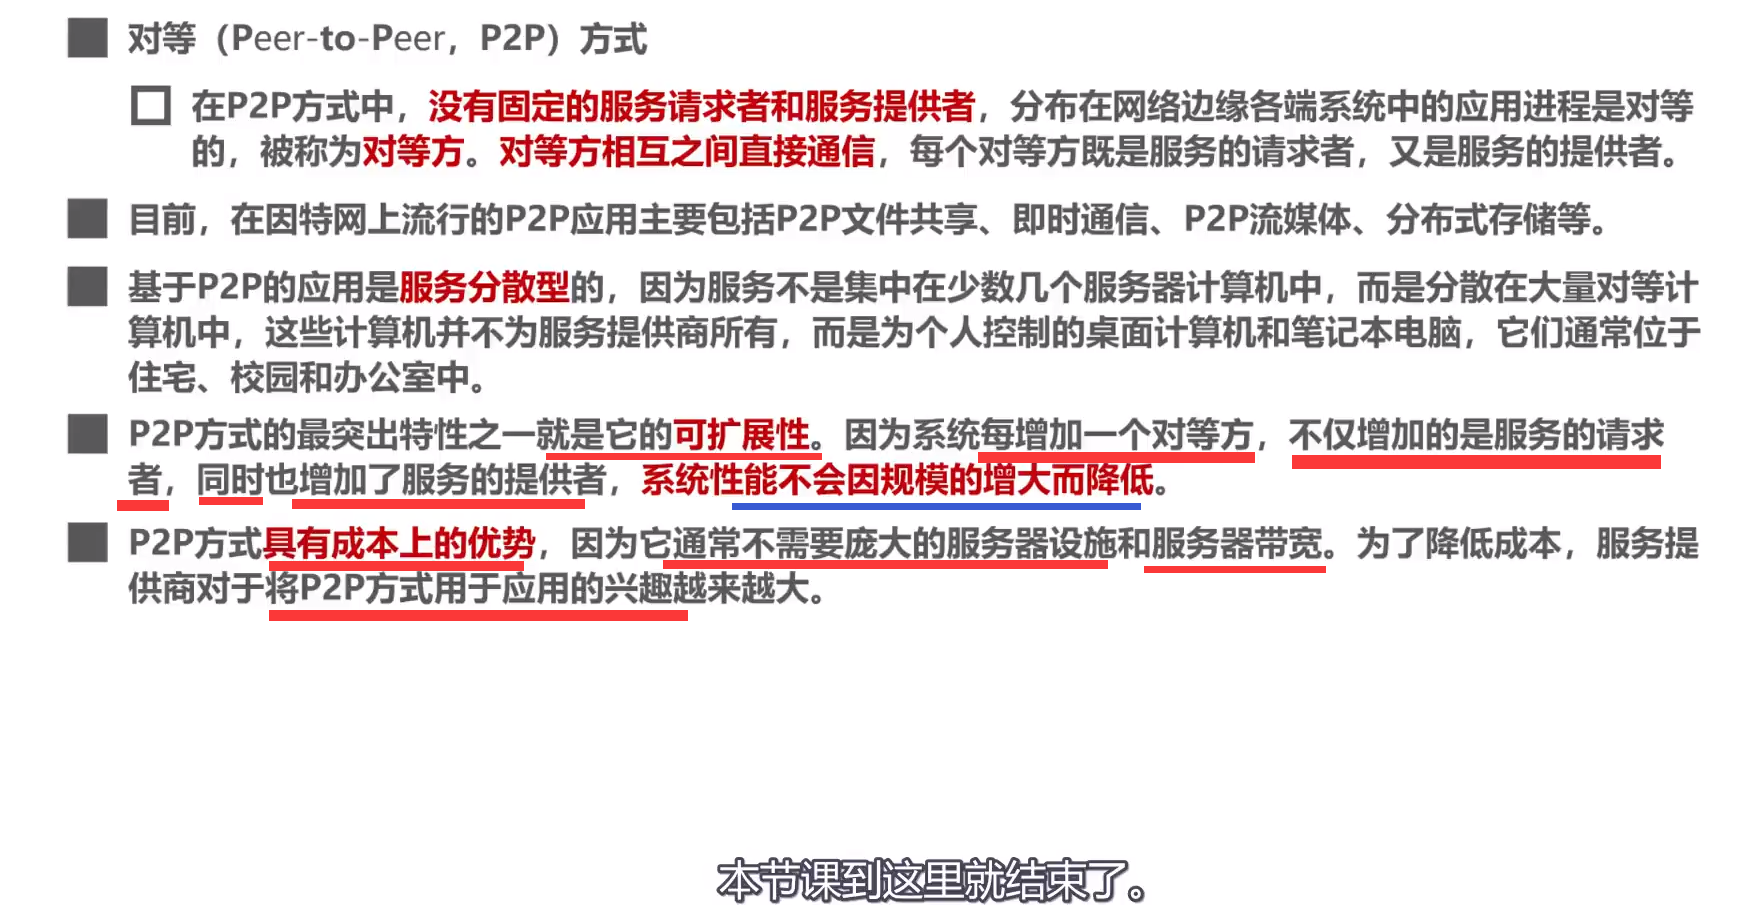 对等（Peer-to-Peer，P2P）方式
在P2P方式中，没有固定的服务请求者和服务提供者，分布在网络边缘各端系统中的应用进程是对等
的，被称为对等方。对等方相互之间直接通信，每个对等方既是服务的请求者，又是服务的提供者。
目前，在因特网上流行的P2P应用主要包括P2P文件共享、即时通信、P2P流媒体、分布式存储等。
基于P2P的应用是服务分散型的，因为服务不是集中在少数几个服务器计算机中，而是分散在大量对等计
算机中，这些计算机并不为服务提供商所有，而是为个人控制的桌面计算机和笔记本电脑，它们通常位于
住宅、校园和办公室中。
P2P方式的最突出特性之一就是它的可扩展性。因为系统每增加一个对等方，不仅增加的是服务的请求
者，同时也增加了服务的提供者，系统性能不会因规模的增大而降低。
P2P方式具有成本上的优势，因为它通常不需要庞大的服务器设施和服务器带宽。为了降低成本，服务提
供商对于将P2P方式用于应用的兴趣越来越大。
本节课到这里就结束了。